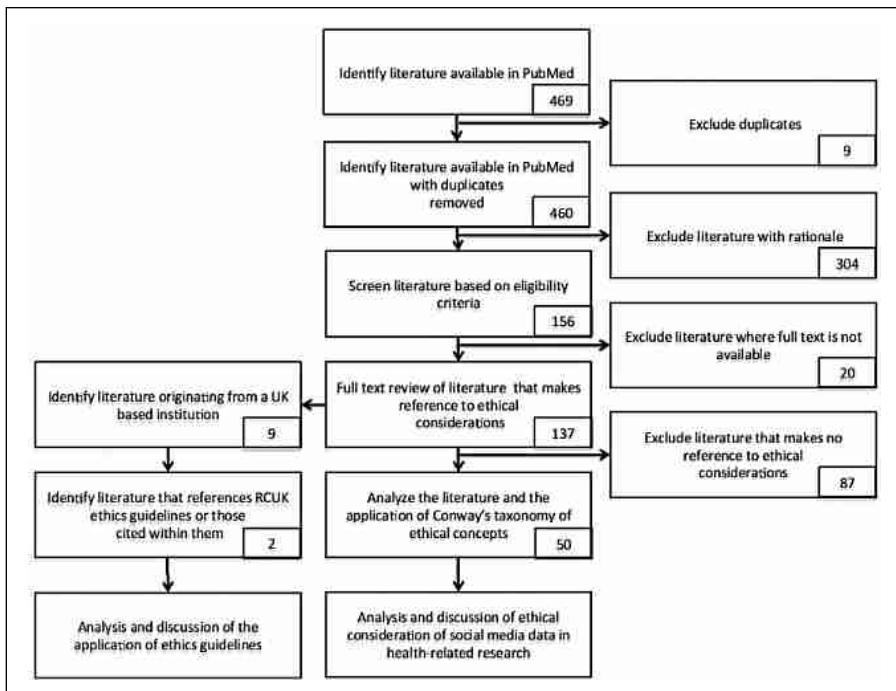 Identify literature available in PubMed
469
Exclude duplicates
9
Identify literature available in PubMed
with duplicates
removed
460
Exclude literature with rationale
304
Screen literature based on eligibility
criteria
156
Exclude literature where full text is not
available
20
Identify literature originating from a UK
based institution
9
Full text review of literature that makes
reference to ethical
considerations
137
Exclude literature that makes no
reference to ethical
considerations
87
Identify literature that references RCUK
ethics guidelines or those
cited within them
2
Analyze the literature and the
application of Conway's taxonomy of
ethical concepts
50
Analysis and discussion of the
application of ethics guidelines
Analysis and discussion of ethical
consideration of social media data in
health-related research